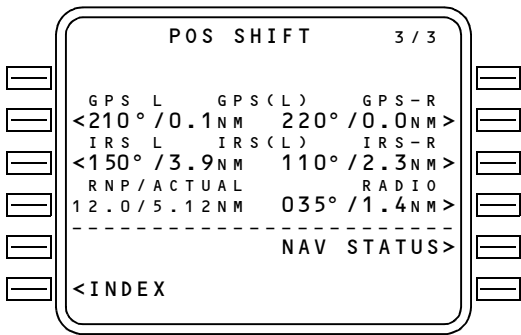 POS SHIFT 3/3
GPS L GPS(L) GPS-R
<210°/0.1NM 220°/0.0NM>
IRS L IRS(L) IRS-R
<150°/3.9NM 110°/2.3NM>
RNP/ACTUAL RADIO
12.0/5.12NM 035°/1.4NM>
------------------------
NAV STATUS>
<INDEX